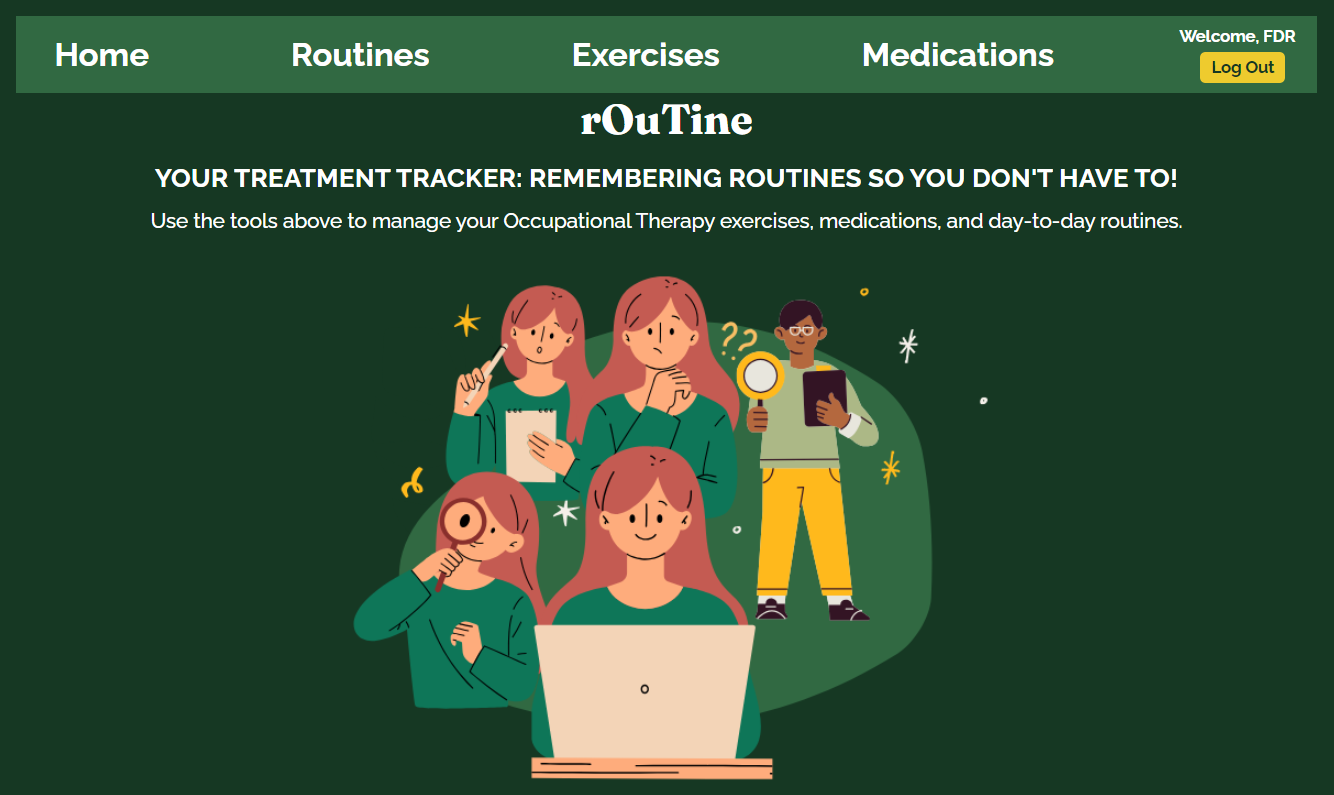 Home Routines Exercises Medications
Welcome, FDR
Log Out
rOuTine
YOUR TREATMENT TRACKER: REMEMBERING ROUTINES SO YOU DON'T HAVE TO!
Use the tools above to manage your Occupational Therapy exercises, medications, and day-to-day routines.
??